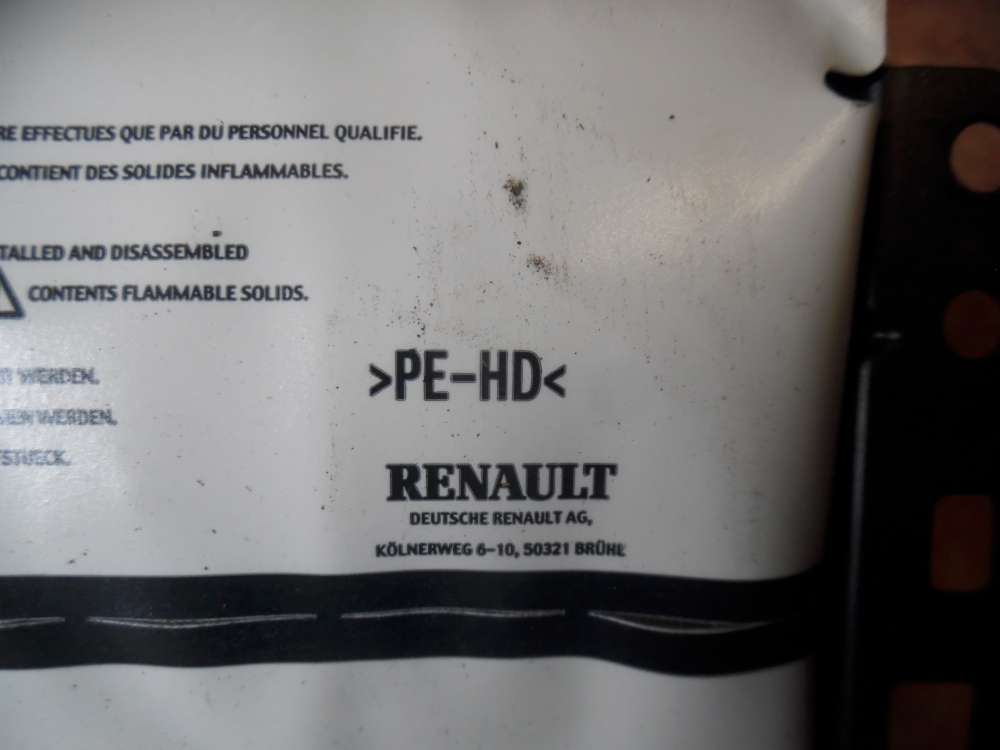 RE EFFECTUES QUE PAR DU PERSONNEL QUALIFIE.
CONTIENT DES SOLIDES INFLAMMABLES.
TALLED AND DISASSEMBLED
CONTENTS FLAMMABLE SOLIDS.
WERDEN.
WERDEN,
STUECK.
>PE-HD<
RENAULT
DEUTSCHE RENAULT AG,
KÖLNERWEG 6-10, 50321 BRÜHL